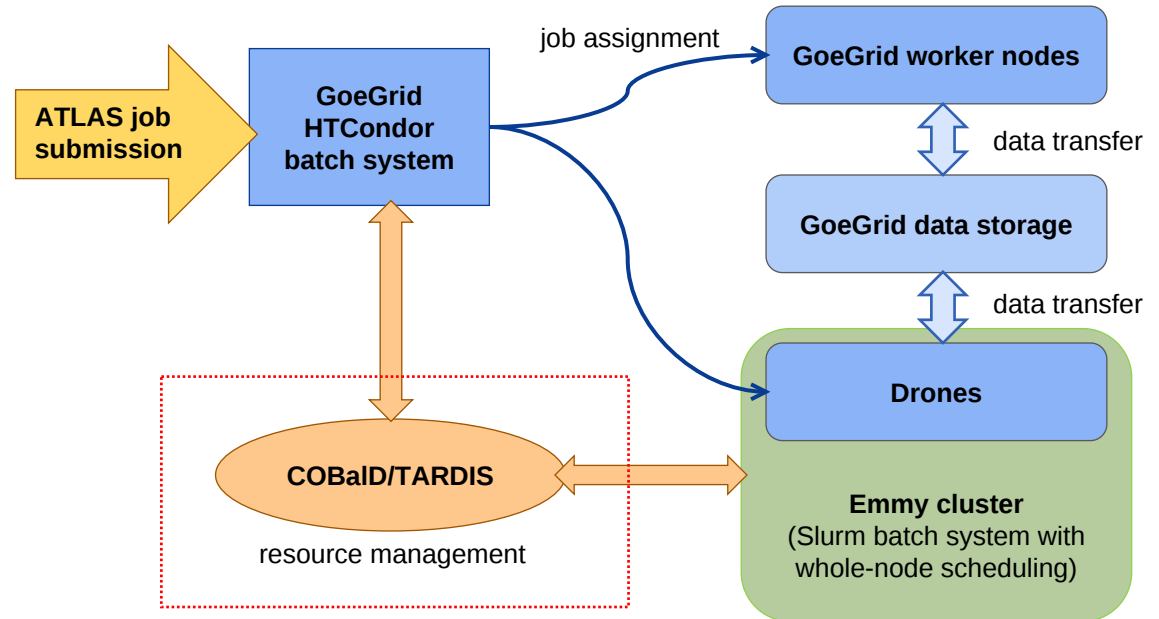 ATLAS job
submission
GoeGrid
HTCondor
batch system
job assignment
GoeGrid worker nodes
data transfer
GoeGrid data storage
data transfer
Drones
COBalD/TARDIS
resource management
Emmy cluster
(Slurm batch system with
whole-node scheduling)